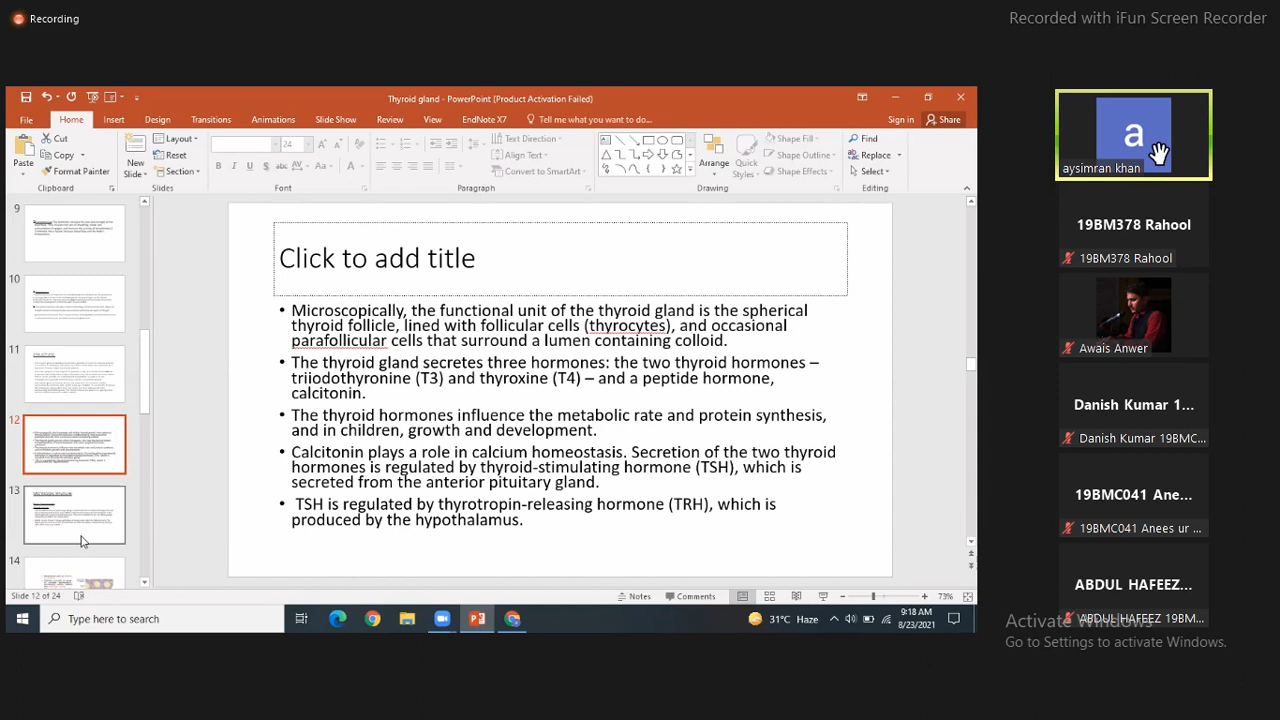 Recording
Recorded with iFun Screen Recorder
Thyroid gland - PowerPoint (Product Activation Failed)
File Home Insert Design Transitions Animations Slide Show Review View EndNote X7 Tell me what you want to do... Sign in Share
Paste
Cut
Copy
Format Painter
Clipboard
New
Slide
Layout
Reset
Section
Slides
24
Font
Text Direction
Align Text
Convert to SmartArt
Paragraph
Arrange
Quick
Styles
Shape Fill
Shape Outline
Shape Effects
Drawing
Find
Replace
Select
Editing
9
10
11
12
13
14
Click to add title
• Microscopically, the functional unit of the thyroid gland is the spherical
thyroid follicle, lined with follicular cells (thyrocytes), and occasional
parafollicular cells that surround a lumen containing colloid.
• The thyroid gland secretes three hormones: the two thyroid hormones –
triiodothyronine (T3) and thyroxine (T4) – and a peptide hormone,
calcitonin.
• The thyroid hormones influence the metabolic rate and protein synthesis,
and in children, growth and development.
• Calcitonin plays a role in calcium homeostasis. Secretion of the two thyroid
hormones is regulated by thyroid-stimulating hormone (TSH), which is
secreted from the anterior pituitary gland.
• TSH is regulated by thyrotropin-releasing hormone (TRH), which is
produced by the hypothalamus.
Slide 12 of 24
Notes
Comments
73%
Type here to search
31°C Haze
9:18 AM
8/23/2021
a
aysimran khan
19BM378 Rahool
19BM378 Rahool
Awais Anwer
Danish Kumar 1...
Danish Kumar 19BMC...
19BMC041 Ane...
19BMC041 Anees ur ...
ABDUL HAFEEZ...
ABDUL HAFEEZ 19BM...
Activate Windows
Go to Settings to activate Windows.